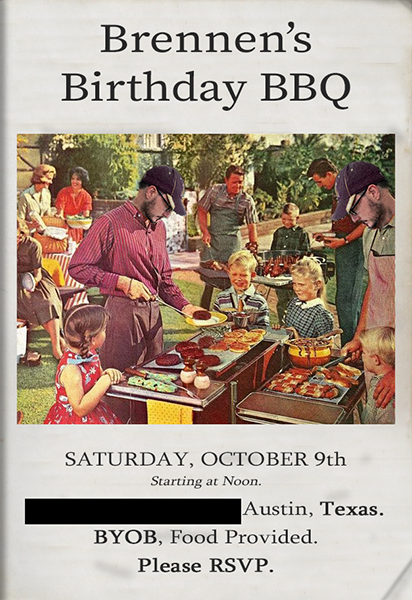 Brennen’s
Birthday BBQ
SATURDAY, OCTOBER 9th
Starting at Noon.
Austin, Texas.
BYOB, Food Provided.
Please RSVP.